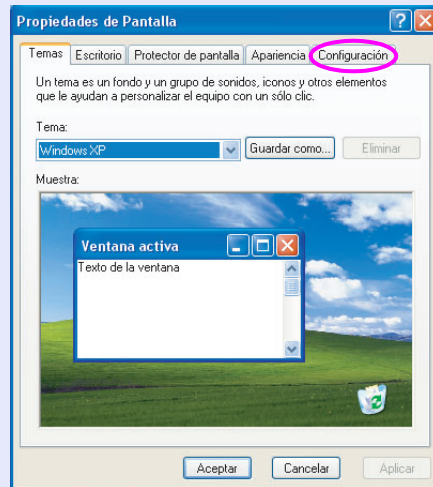 Propiedades de Pantalla
Temas Escritorio Protector de pantalla Apariencia Configuración
Un tema es un fondo y un grupo de sonidos, iconos y otros elementos
que le ayudan a personalizar el equipo con un sólo clic.
Tema:
Windows XP Guardar como... Eliminar
Muestra:
Ventana activa
Texto de la ventana
Aceptar Cancelar Aplicar